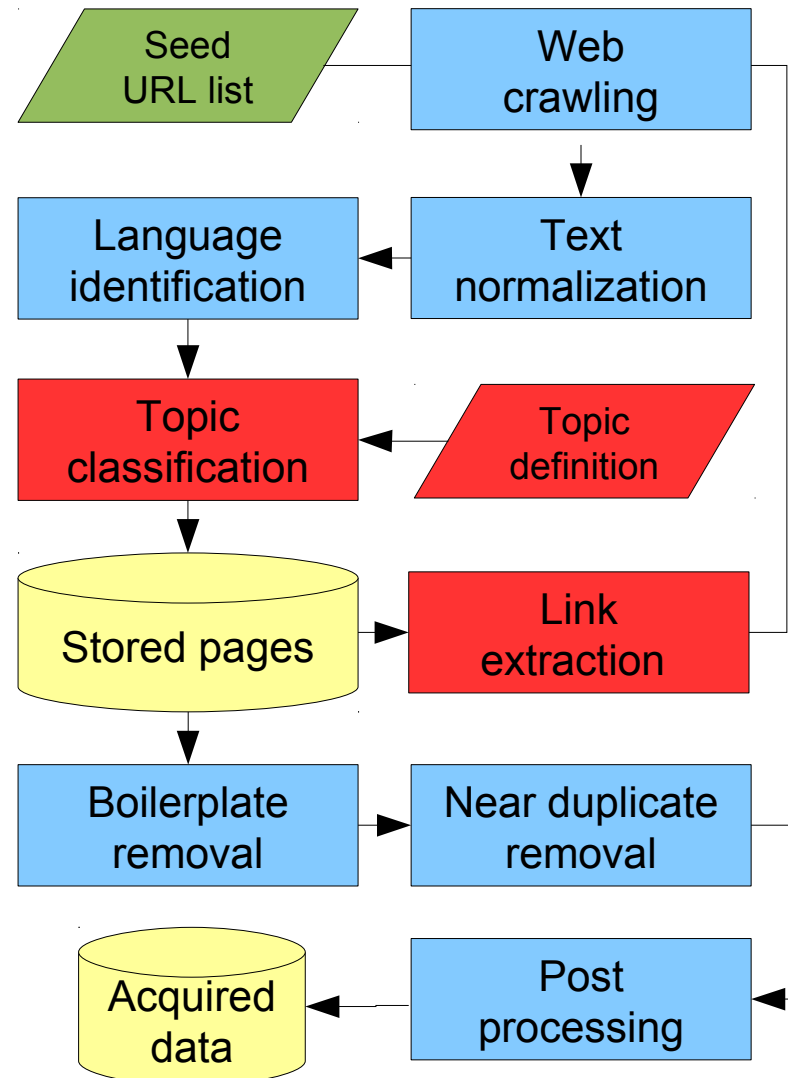 Seed
URL list
Web
crawling
Language
identification
Text
normalization
Topic
classification
Topic
definition
Stored pages
Link
extraction
Boilerplate
removal
Near duplicate
removal
Acquired
data
Post
processing